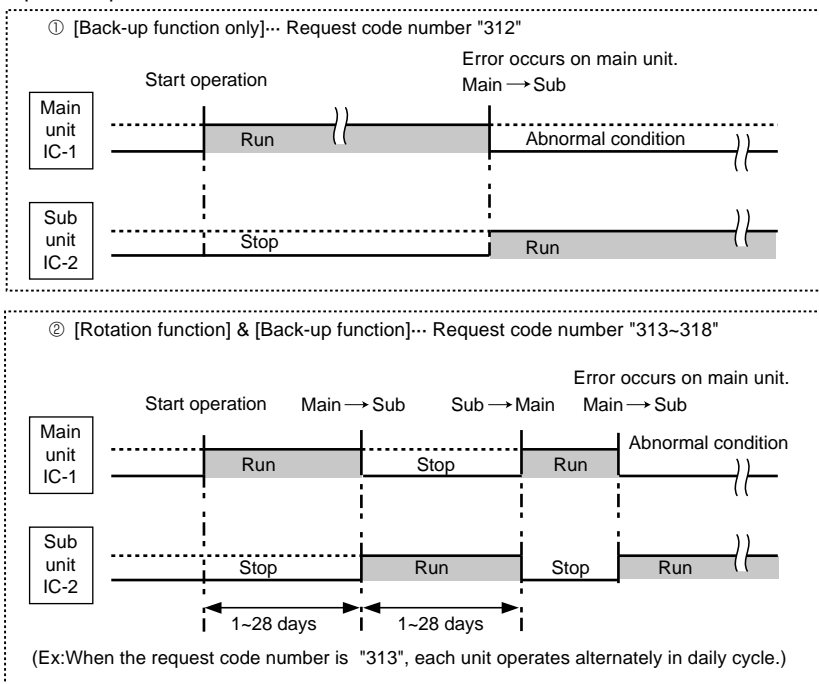 ① [Back-up function only]··· Request code number "312"
Error occurs on main unit.
Start operation
Main → Sub
Main
unit
IC-1
Run
Abnormal condition
Sub
unit
IC-2
Stop
Run
② [Rotation function] & [Back-up function]··· Request code number "313~318"
Error occurs on main unit.
Start operation
Main → Sub
Sub → Main
Main → Sub
Main
unit
IC-1
Run
Stop
Run
Abnormal condition
Sub
unit
IC-2
Stop
Run
Stop
Run
1~28 days
1~28 days
(Ex:When the request code number is "313", each unit operates alternately in daily cycle.)